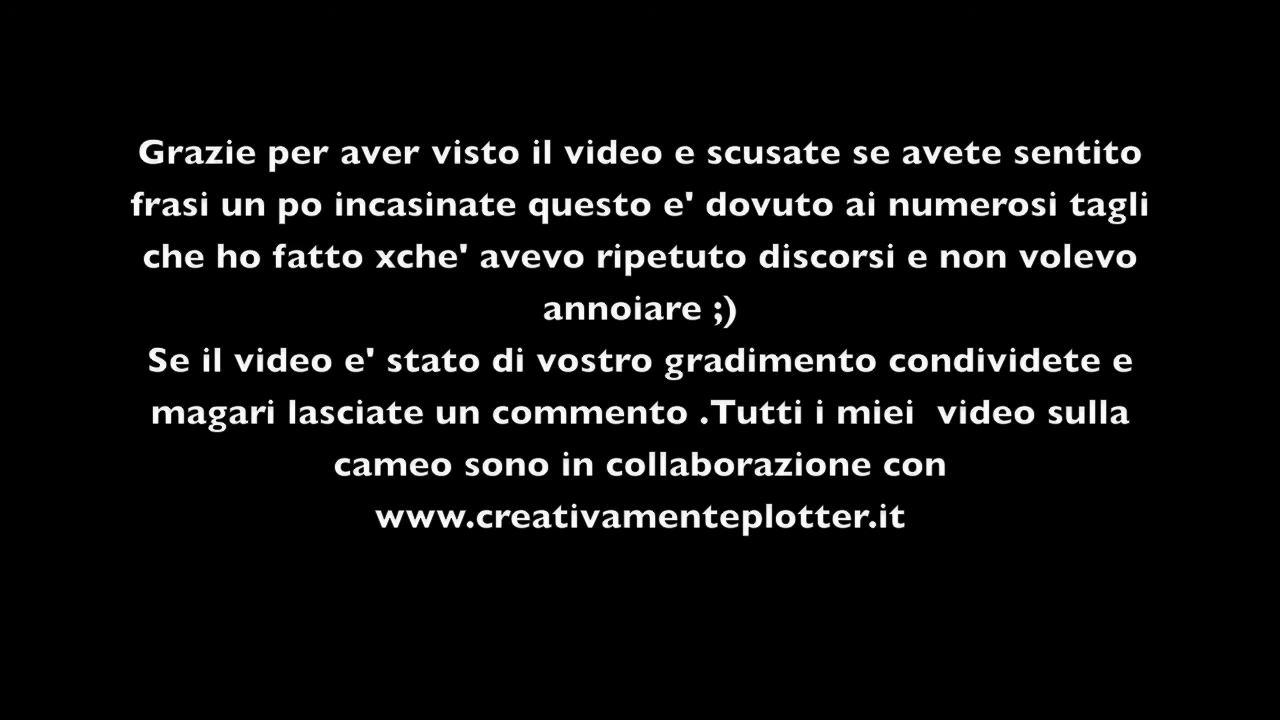 Grazie per aver visto il video e scusate se avete sentito
frasi un po incasinate questo e' dovuto ai numerosi tagli
che ho fatto xche' avevo ripetuto discorsi e non volevo
annoiare ;)
Se il video e' stato di vostro gradimento condividete e
magari lasciate un commento .Tutti i miei  video sulla
cameo sono in collaborazione con
www.creativamenteplotter.it